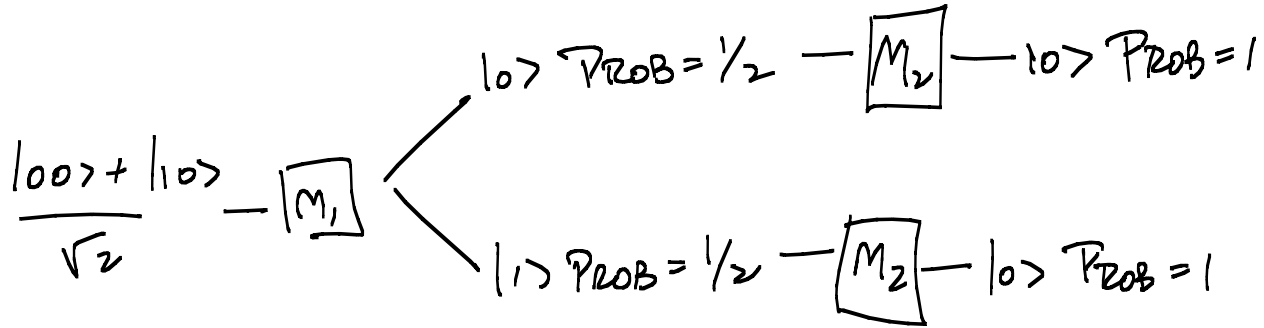 |0> PROB = 1/2 — M₂ — |0> PROB = 1
|00> + |10>
√2
M₁
|1> PROB = 1/2 — M₂ — |0> PROB = 1